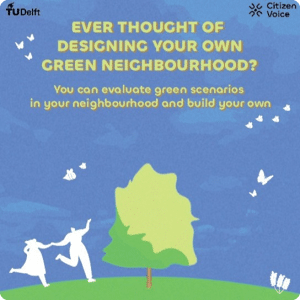 TU Delft
Citizen
Voice
EVER THOUGHT OF
DESIGNING YOUR OWN
GREEN NEIGHBOURHOOD?
You can evaluate green scenarios
in your neighbourhood and build your own